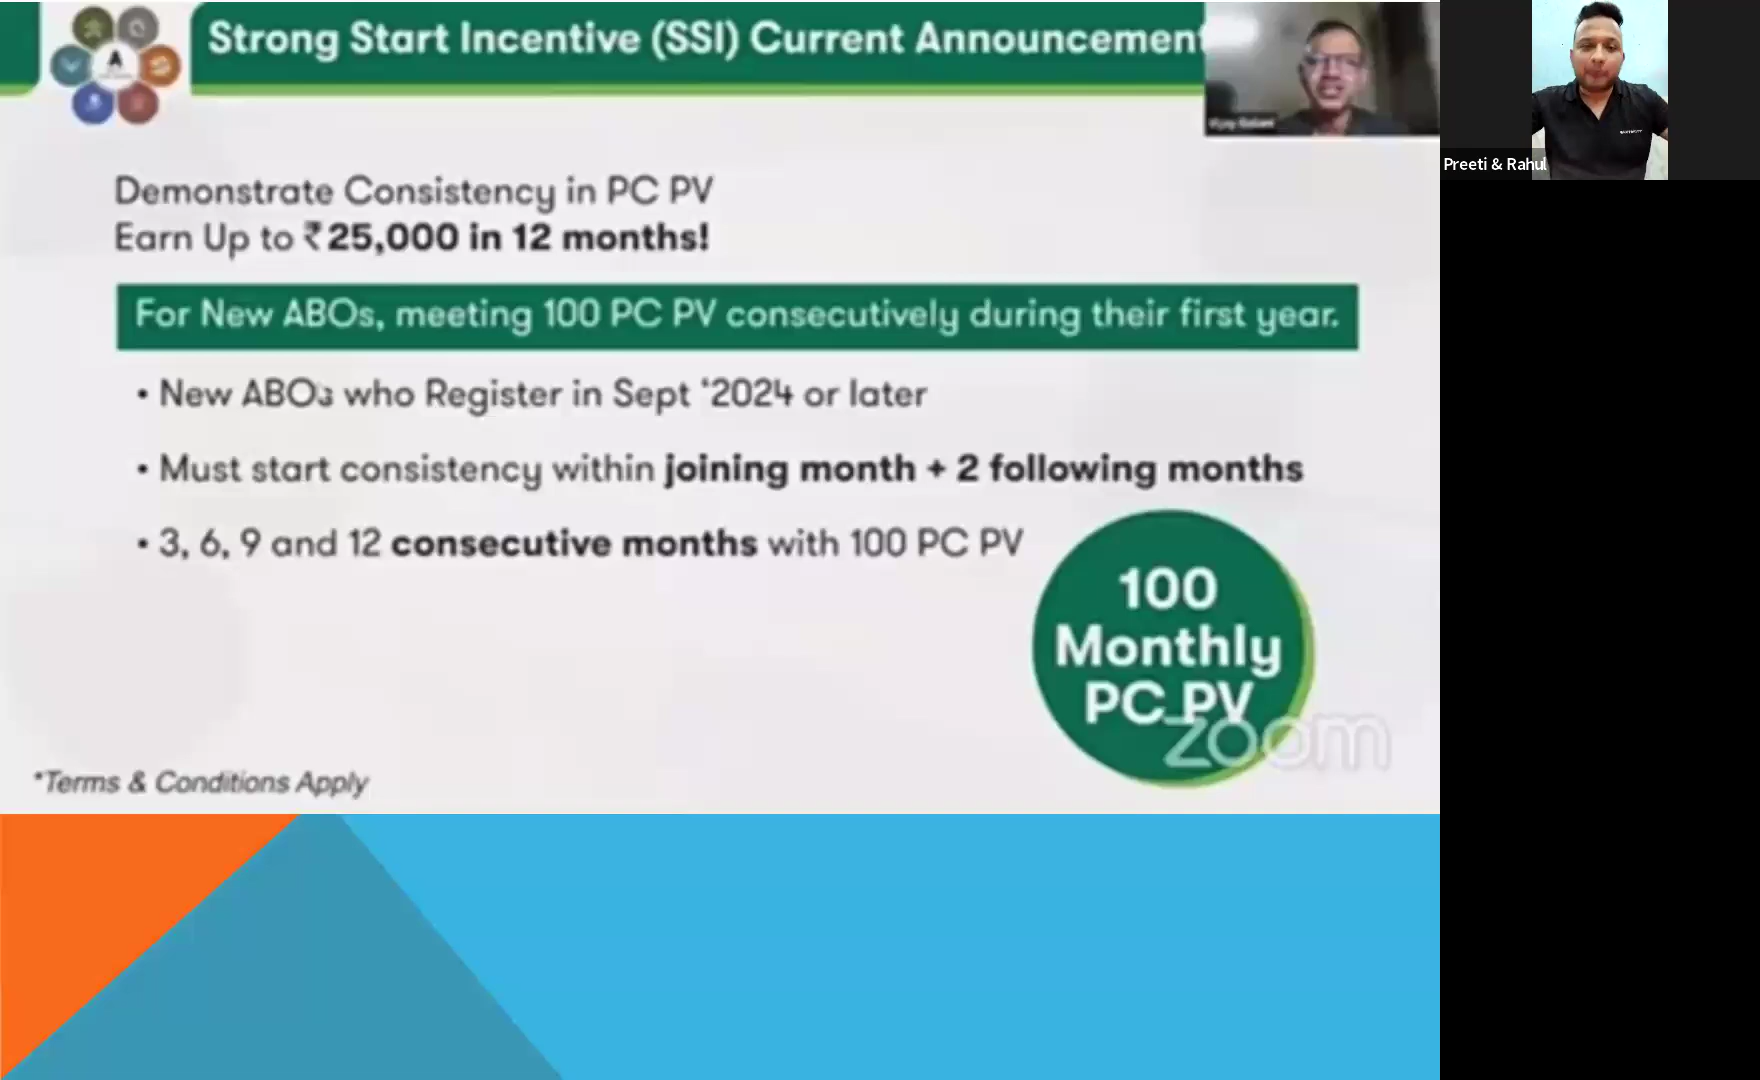 Strong Start Incentive (SSI) Current Announcement
A
Demonstrate Consistency in PC PV
Earn Up to ₹25,000 in 12 months!
For New ABOs, meeting 100 PC PV consecutively during their first year.
• New ABOs who Register in Sept '2024 or later
• Must start consistency within joining month + 2 following months
• 3, 6, 9 and 12 consecutive months with 100 PC PV
100
Monthly
PC PV
zoom
*Terms & Conditions Apply
Preeti & Rahul